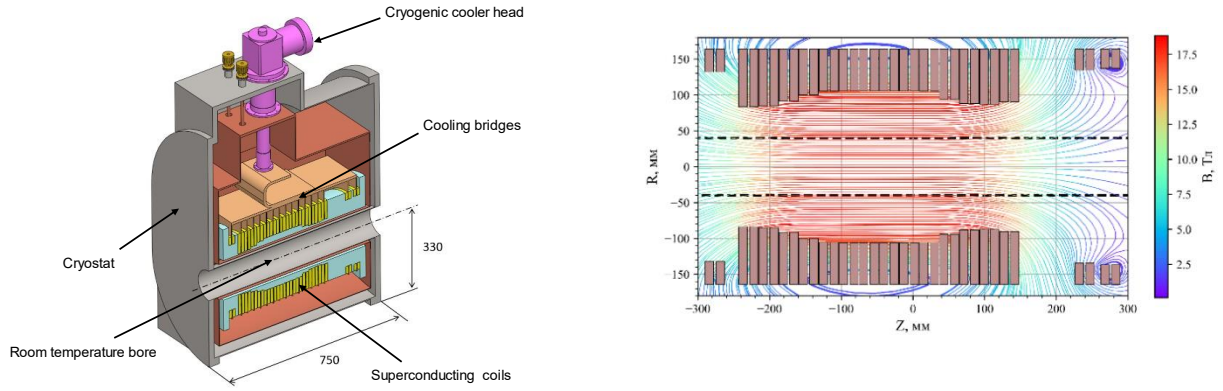 Cryogenic cooler head
Cooling bridges
330
Cryostat
Room temperature bore
750
Superconducting coils
150
100
50
0
−50
−100
−150
R, мм
−300
−200
−100
0
100
200
300
Z, мм
17.5
15.0
12.5
10.0
7.5
5.0
2.5
B, Тл